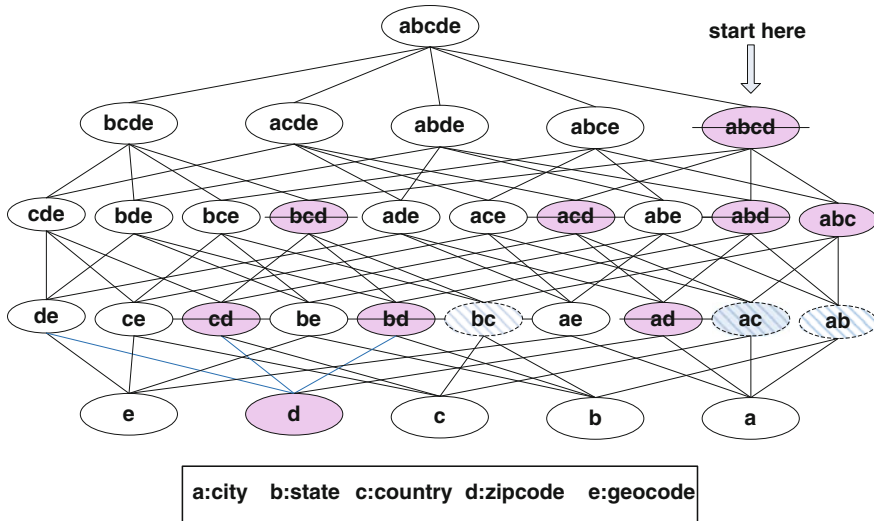 abcde
start here
bcde acde abde abce abcd
cde bde bce bcd ade ace acd abe abd abc
de ce cd be bd bc ae ad ac ab
e d c b a
a:city b:state c:country d:zipcode e:geocode